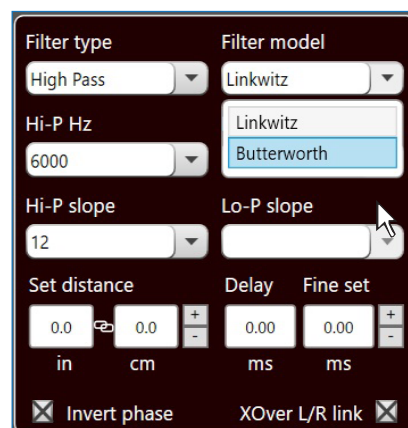 Filter type Filter model
High Pass Linkwitz
Hi-P Hz Linkwitz
6000 Butterworth
Hi-P slope Lo-P slope
12
Set distance Delay Fine set
0.0 0.0 + - 0.00 0.00 + -
in cm ms ms
Invert phase XOver L/R link